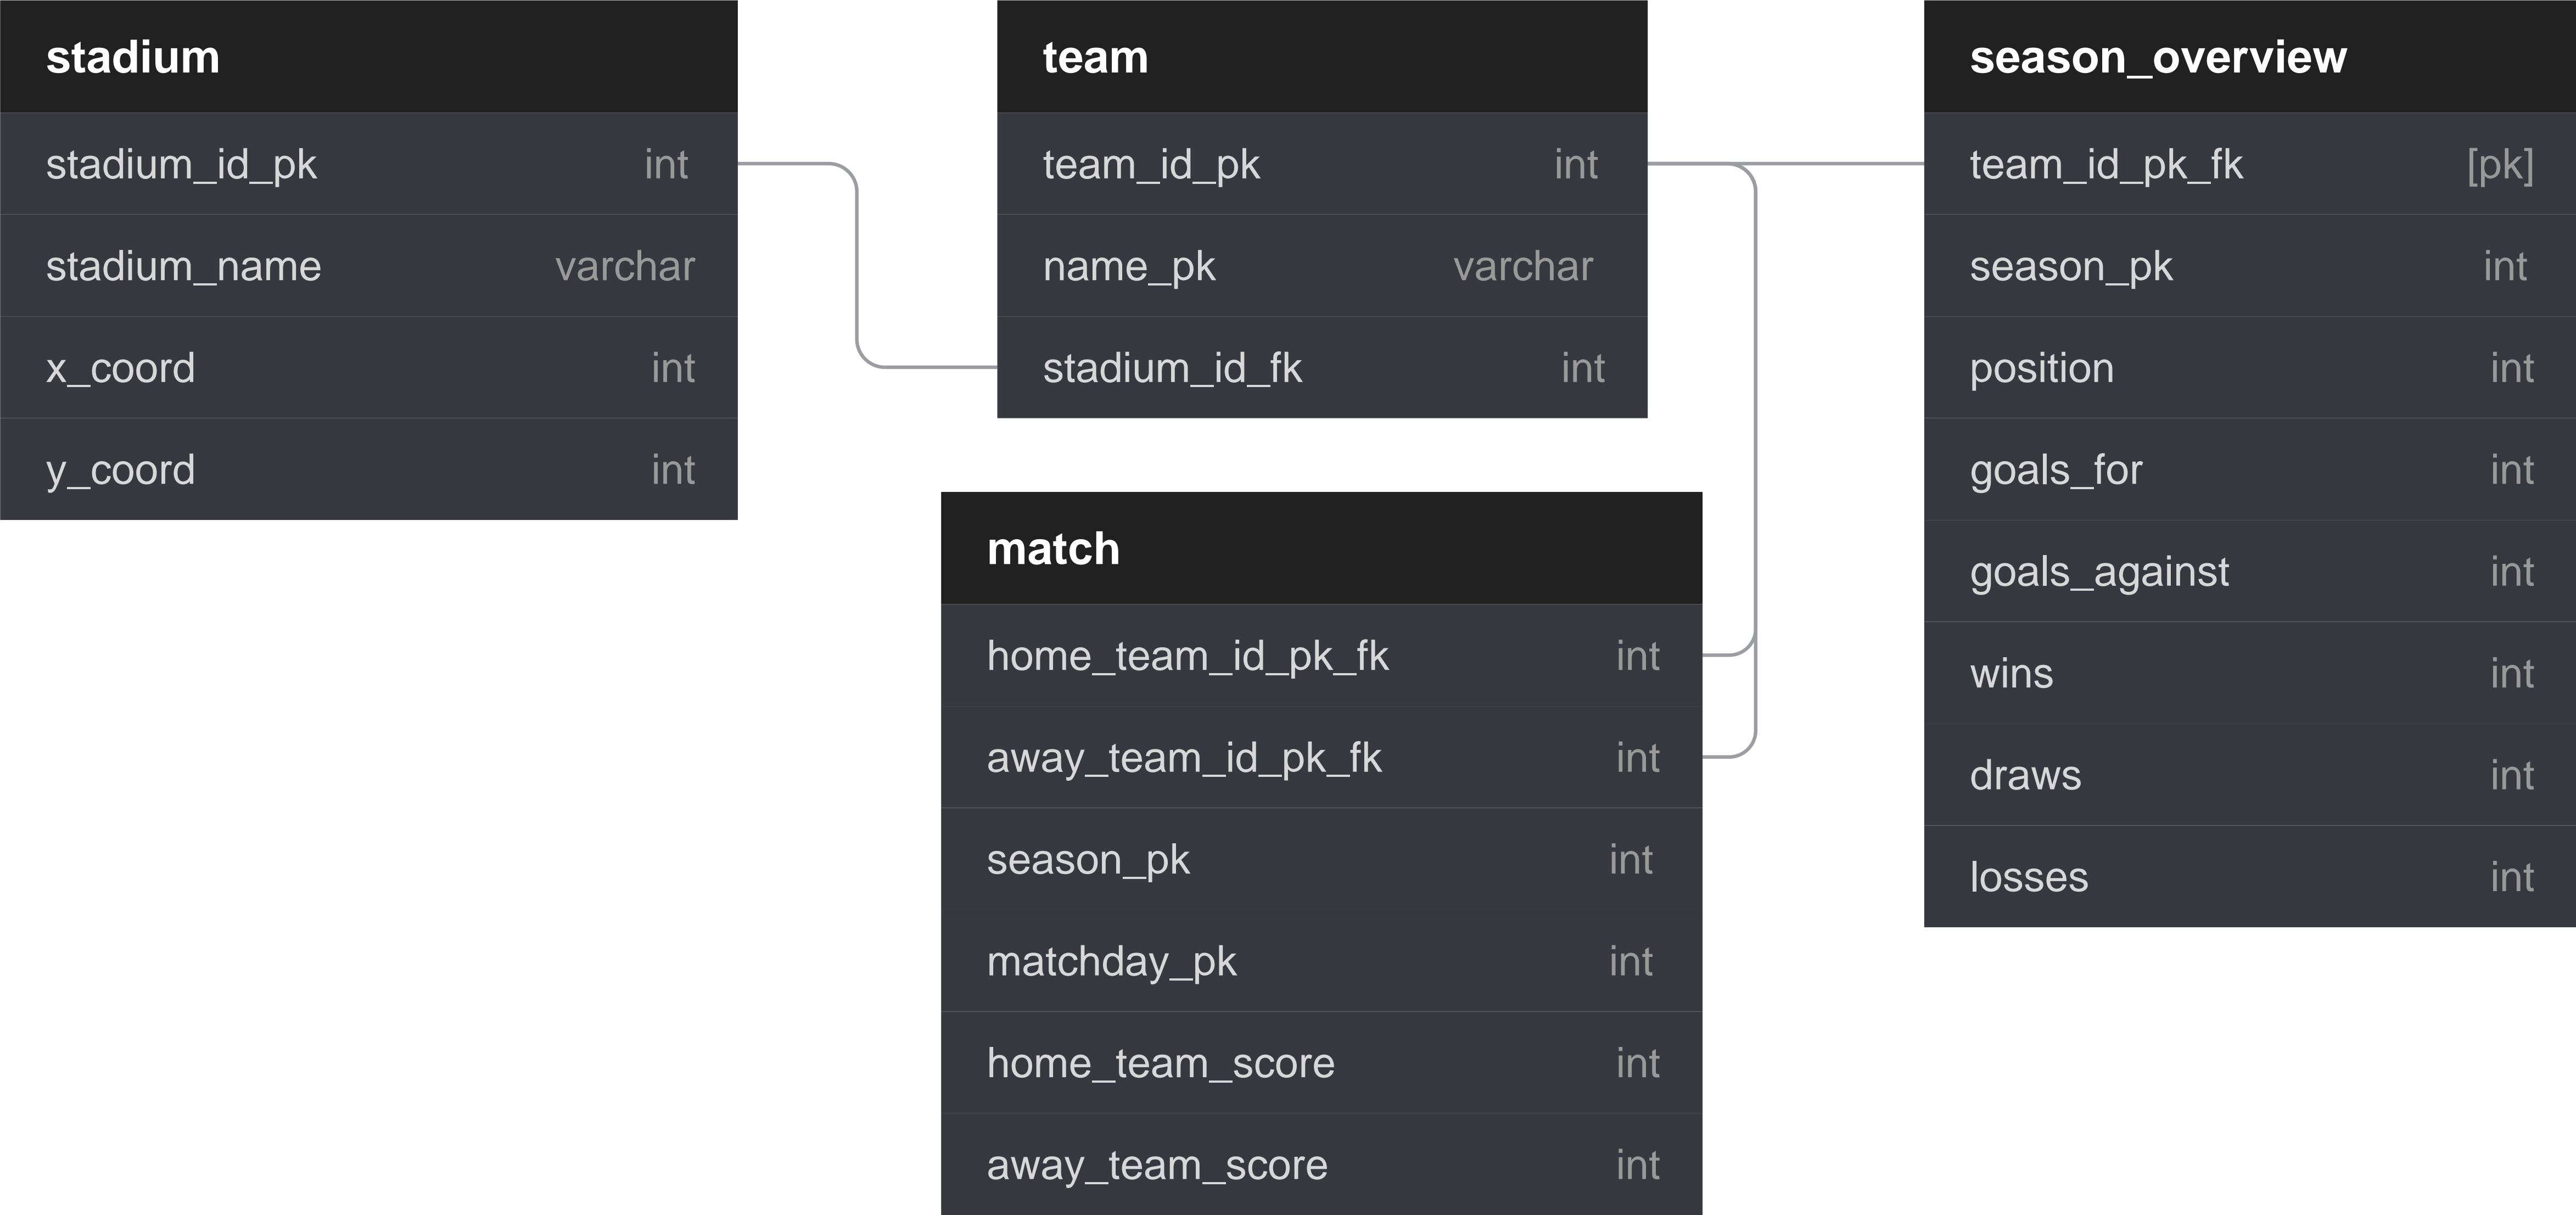 stadium
stadium_id_pk int
stadium_name varchar
x_coord int
y_coord int
team
team_id_pk int
name_pk varchar
stadium_id_fk int
match
home_team_id_pk_fk int
away_team_id_pk_fk int
season_pk int
matchday_pk int
home_team_score int
away_team_score int
season_overview
team_id_pk_fk [pk]
season_pk int
position int
goals_for int
goals_against int
wins int
draws int
losses int